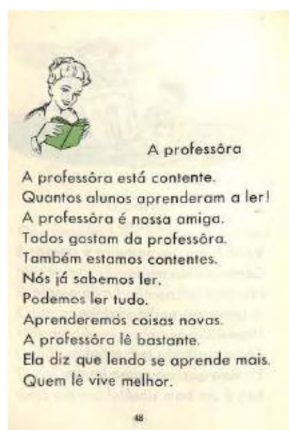 A professôra
A professôra está contente.
Quantos alunos aprenderam a ler!
A professôra é nossa amiga.
Todos gostam da professôra.
Também estamos contentes.
Nós já sabemos ler.
Podemos ler tudo.
Aprenderemos coisas novas.
A professôra lê bastante.
Ela diz que lendo se aprende mais.
Quem lê vive melhor.
48